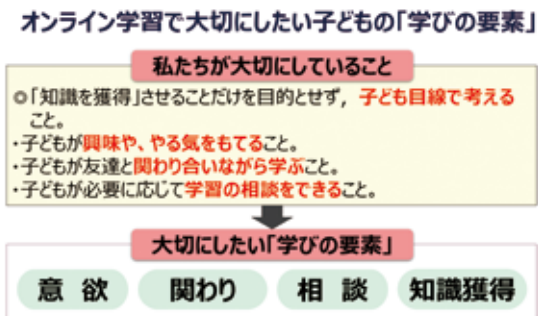 オンライン学習で大切にしたい子どもの「学びの要素」
私たちが大切にしていること
◎「知識を獲得」させることだけを目的とせず，子ども目線で考える
こと。
・子どもが興味や、やる気をもてること。
・子どもが友達と関わり合いながら学ぶこと。
・子どもが必要に応じて学習の相談をできること。
大切にしたい「学びの要素」
意 欲 関わり 相 談 知識獲得